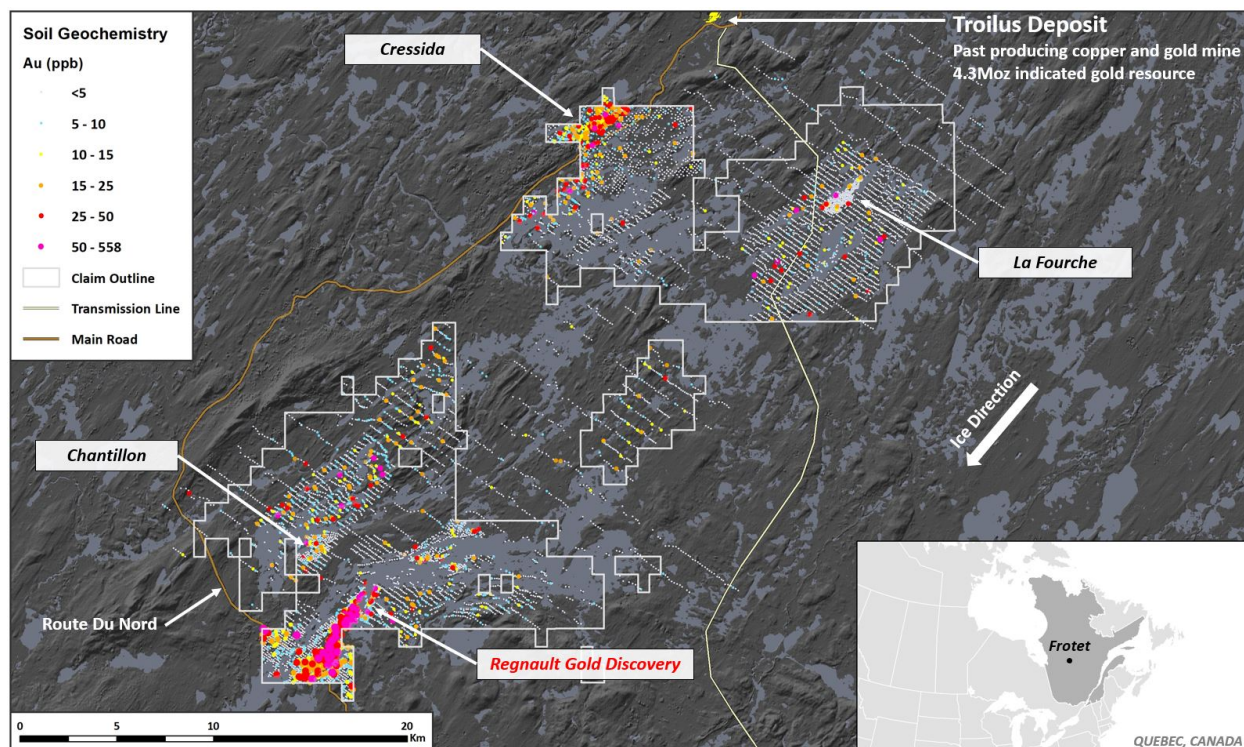 Soil Geochemistry
Au (ppb)
<5
5 - 10
10 - 15
15 - 25
25 - 50
50 - 558
Claim Outline
Transmission Line
Main Road
Cressida
Troilus Deposit
Past producing copper and gold mine
4.3Moz indicated gold resource
La Fourche
Ice Direction
Chantillon
Route Du Nord
Regnault Gold Discovery
Frotet
QUEBEC, CANADA
0 5 10 20
Km